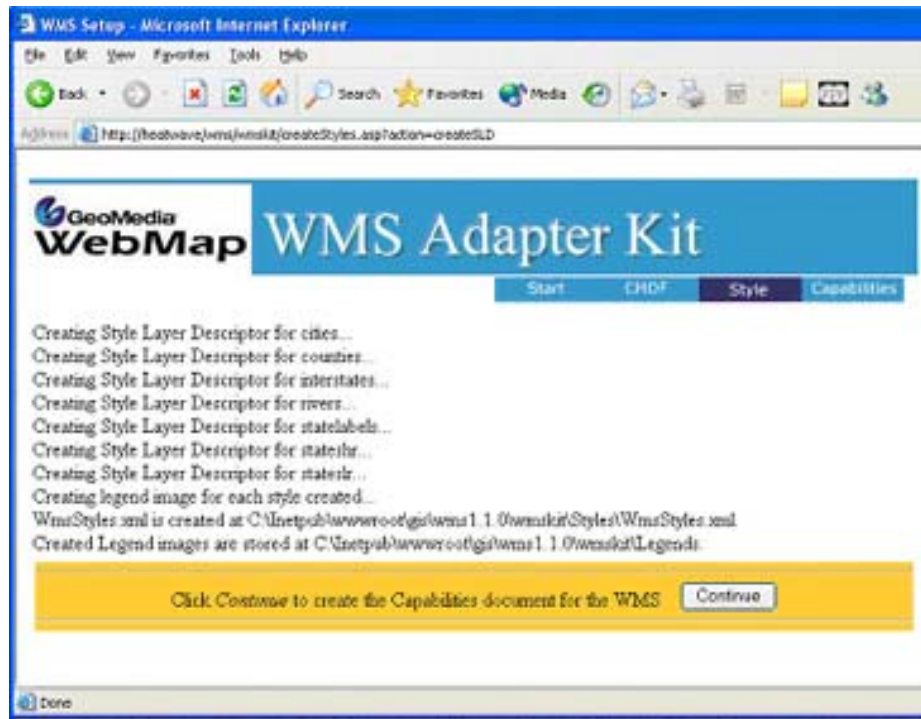 WMS Setup - Microsoft Internet Explorer
File Edit View Favorites Tools Help
Back Search Favorites Media
Address http://heatwave/wms/wmskit/createStyles.asp?action=createSLD
GeoMedia
WebMap
WMS Adapter Kit
Start CMDF Style Capabilities
Creating Style Layer Descriptor for cities...
Creating Style Layer Descriptor for counties...
Creating Style Layer Descriptor for interstates...
Creating Style Layer Descriptor for rivers...
Creating Style Layer Descriptor for statelabels...
Creating Style Layer Descriptor for stateshr...
Creating Style Layer Descriptor for stateslr...
Creating legend image for each style created...
WmsStyles.xml is created at C:\Inetpub\wwwroot\gis\wms1.1.0\wmskit\Styles\WmsStyles.xml
Created Legend images are stored at C:\Inetpub\wwwroot\gis\wms1.1.0\wmskit\Legends.
Click Continue to create the Capabilities document for the WMS Continue
Done